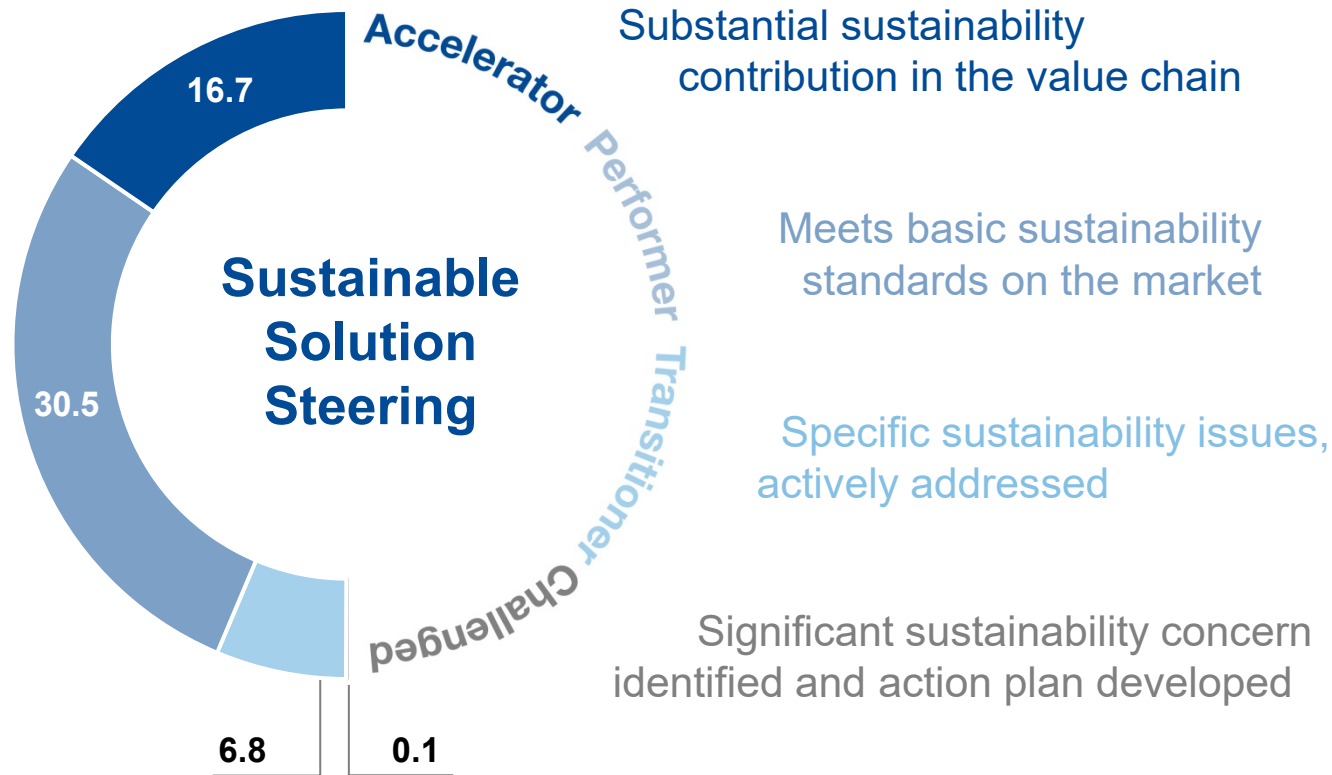 16.7
30.5
6.8
0.1
Sustainable
Solution
Steering
Accelerator
Performer
Transitioner
Challenged
Substantial sustainability
contribution in the value chain
Meets basic sustainability
standards on the market
Specific sustainability issues,
actively addressed
Significant sustainability concern
identified and action plan developed